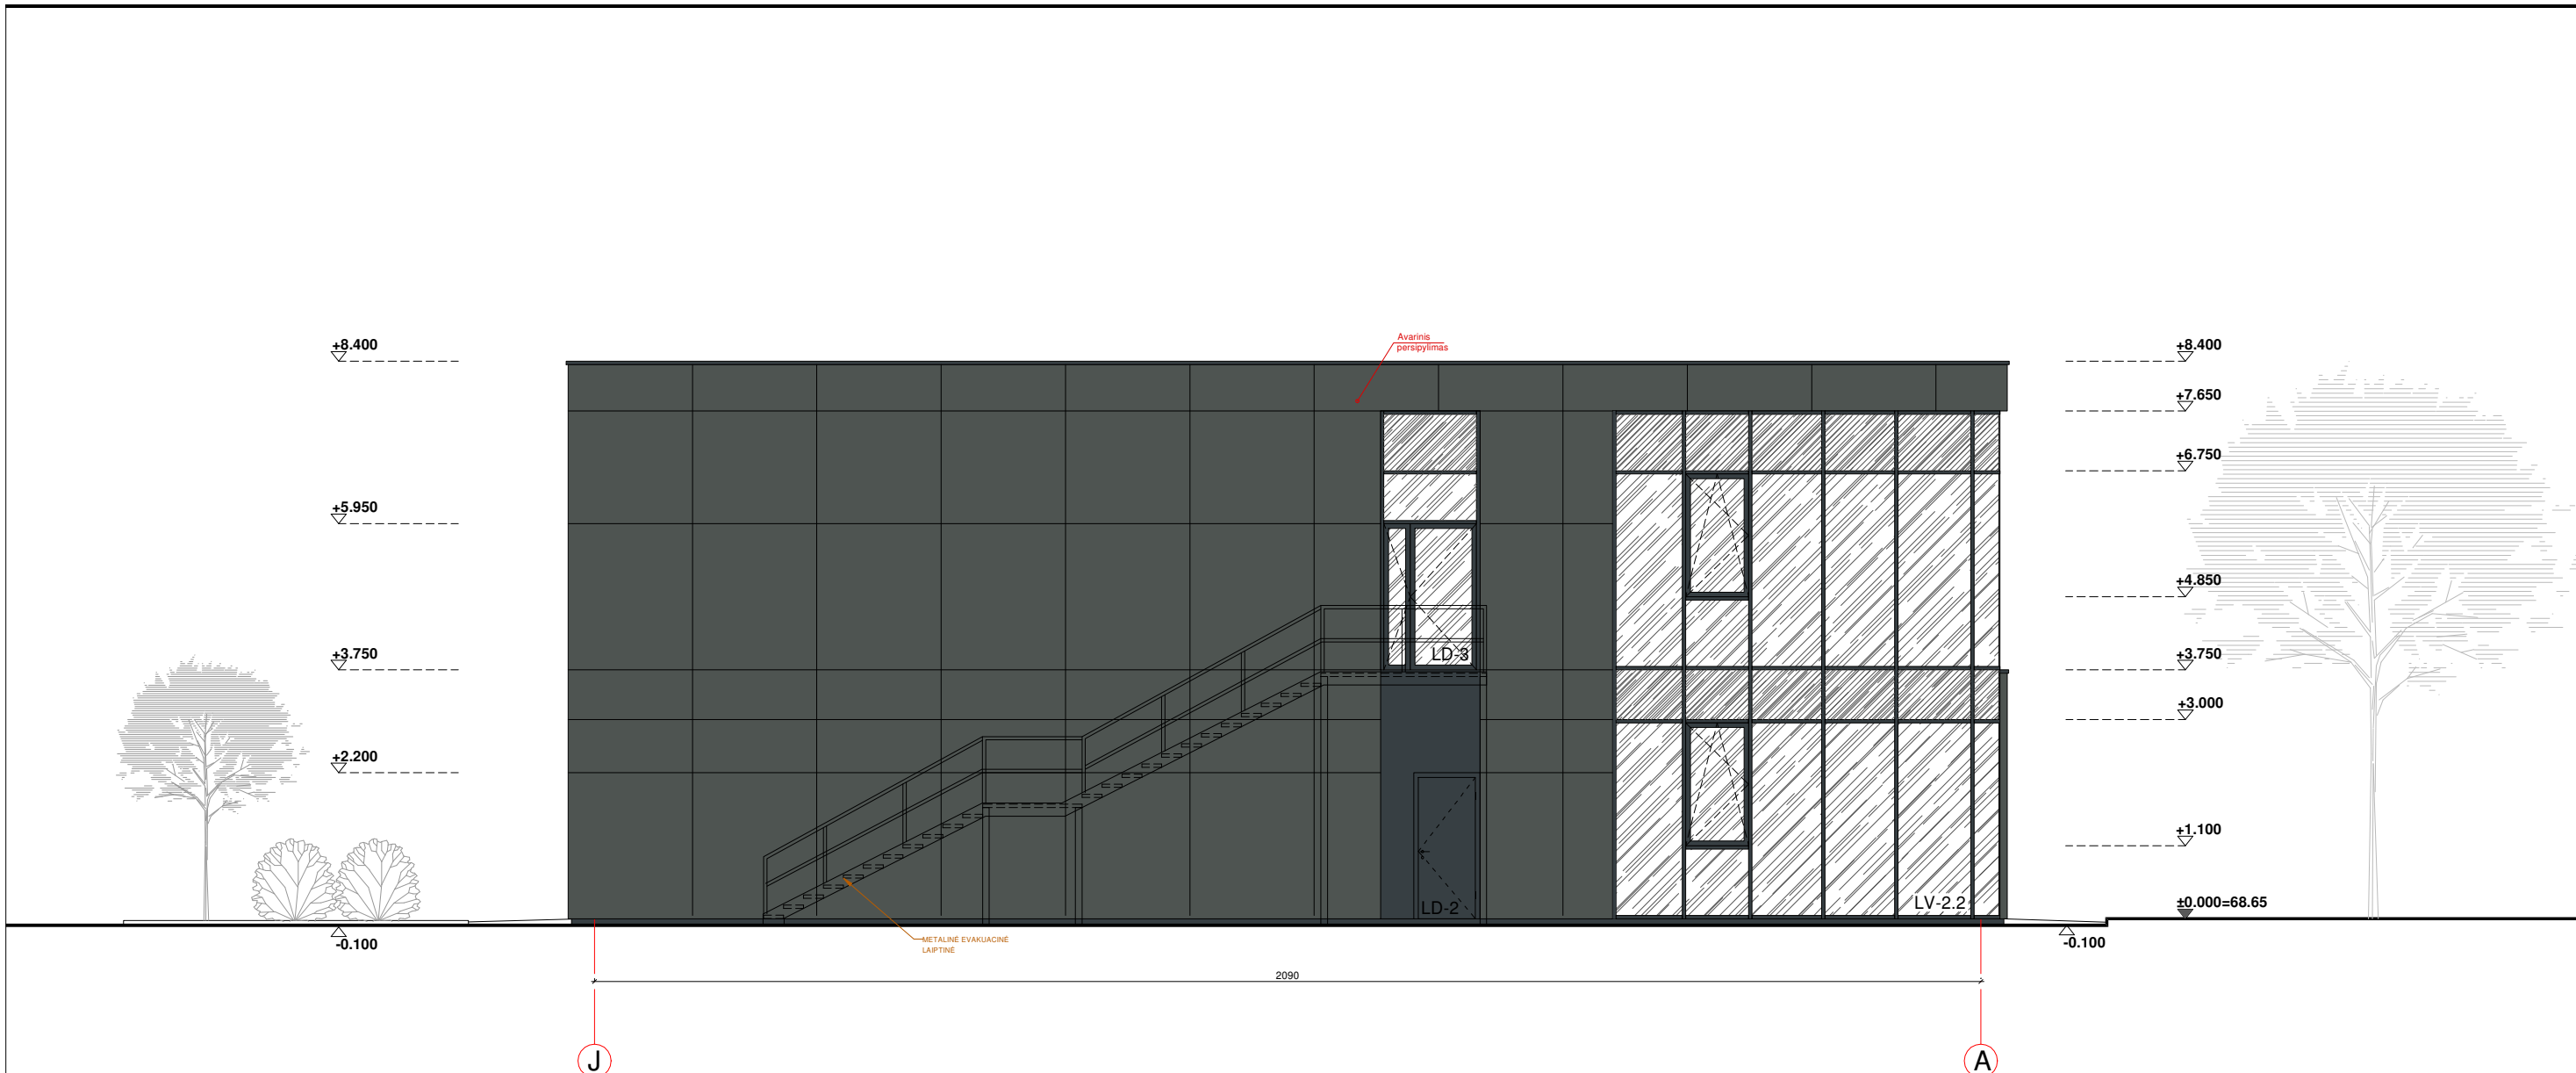 Avarinis
persipylimas
+8.400
+8.400
+7.650
+6.750
+5.950
+4.850
+3.750
LD-3
+3.750
+3.000
+2.200
+1.100
LD-2
LV-2.2
±0.000=68.65
-0.100
METALINĖ EVAKUACINĖ
LAIPTINĖ
-0.100
2090
J
A